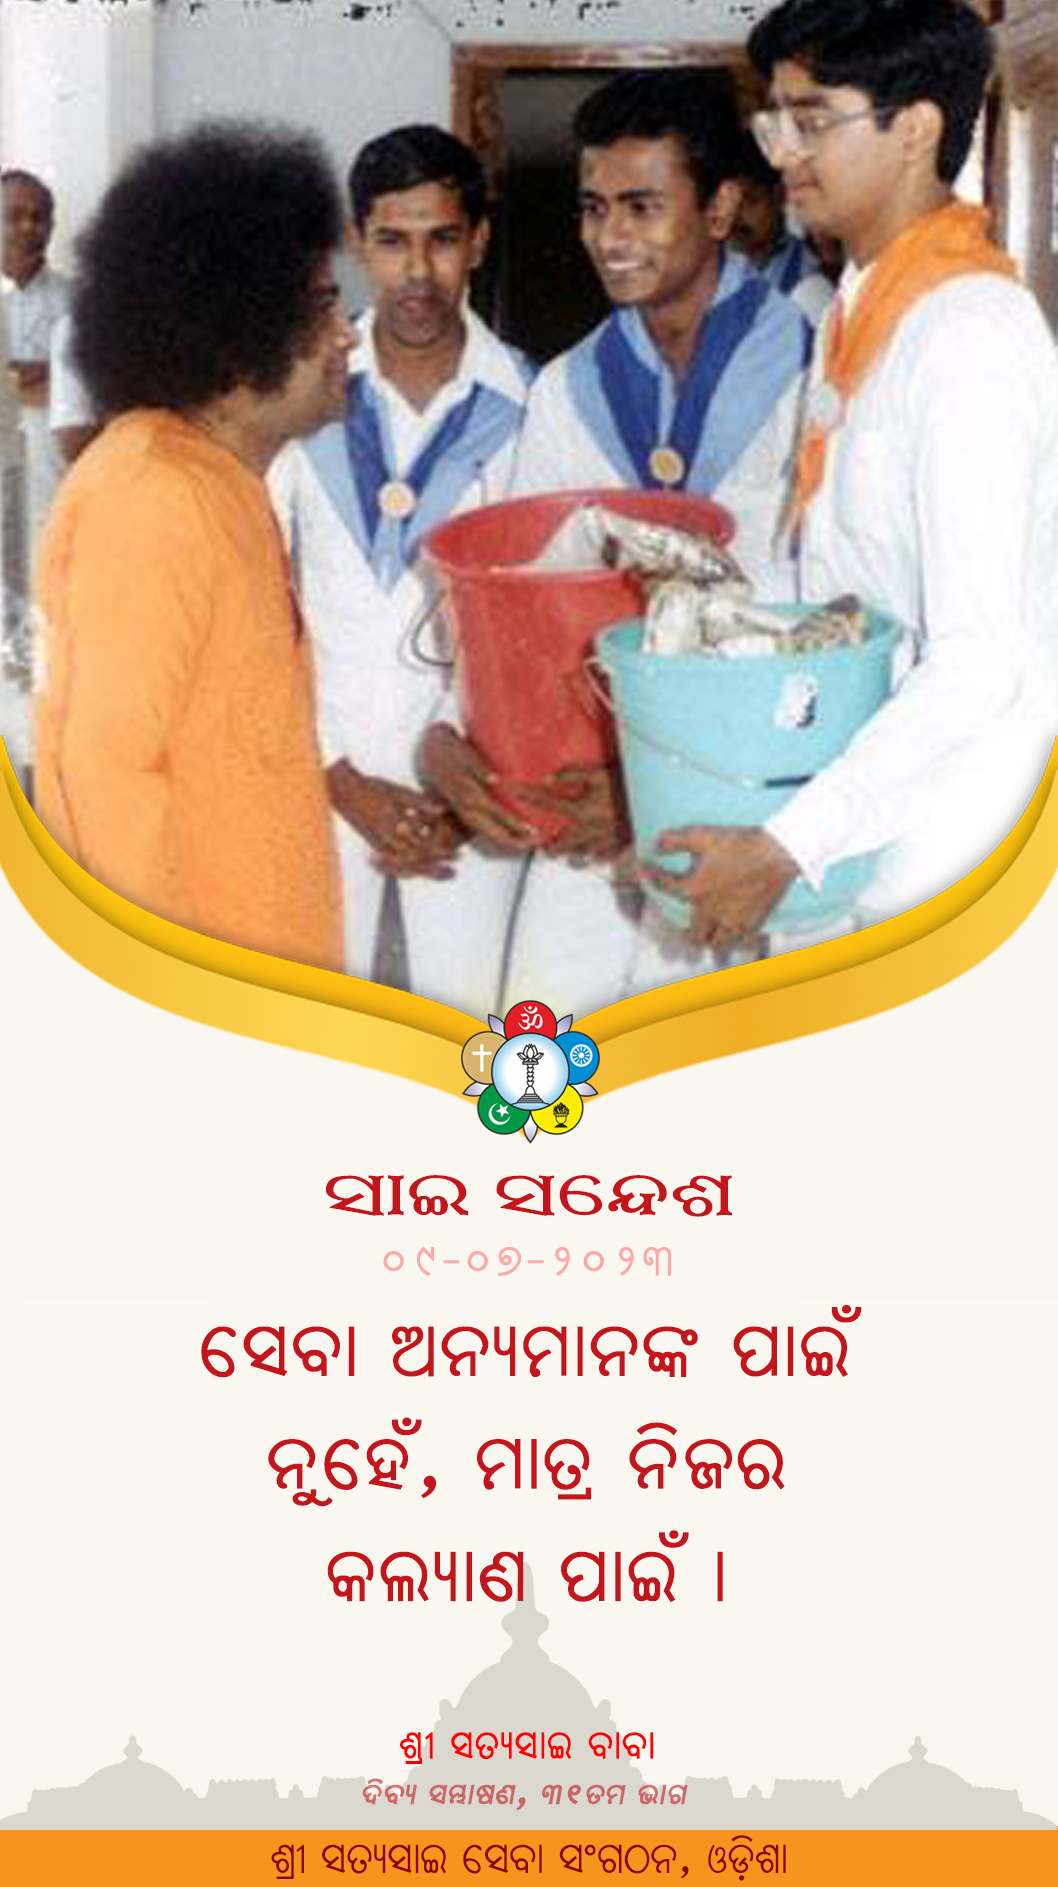 ॐ
ସାଇ ସନ୍ଦେଶ
୦୯-୦୭-୨୦୨୩
ସେବା ଅନ୍ୟମାନଙ୍କ ପାଇଁ
ନୁହେଁ, ମାତ୍ର ନିଜର
କଲ୍ୟାଣ ପାଇଁ ।
ଶ୍ରୀ ସତ୍ୟସାଇ ବାବା
ଦିବ୍ୟ ସମ୍ଭାଷଣ, ୩୧ତମ ଭାଗ
ଶ୍ରୀ ସତ୍ୟସାଇ ସେବା ସଂଗଠନ, ଓଡ଼ିଶା